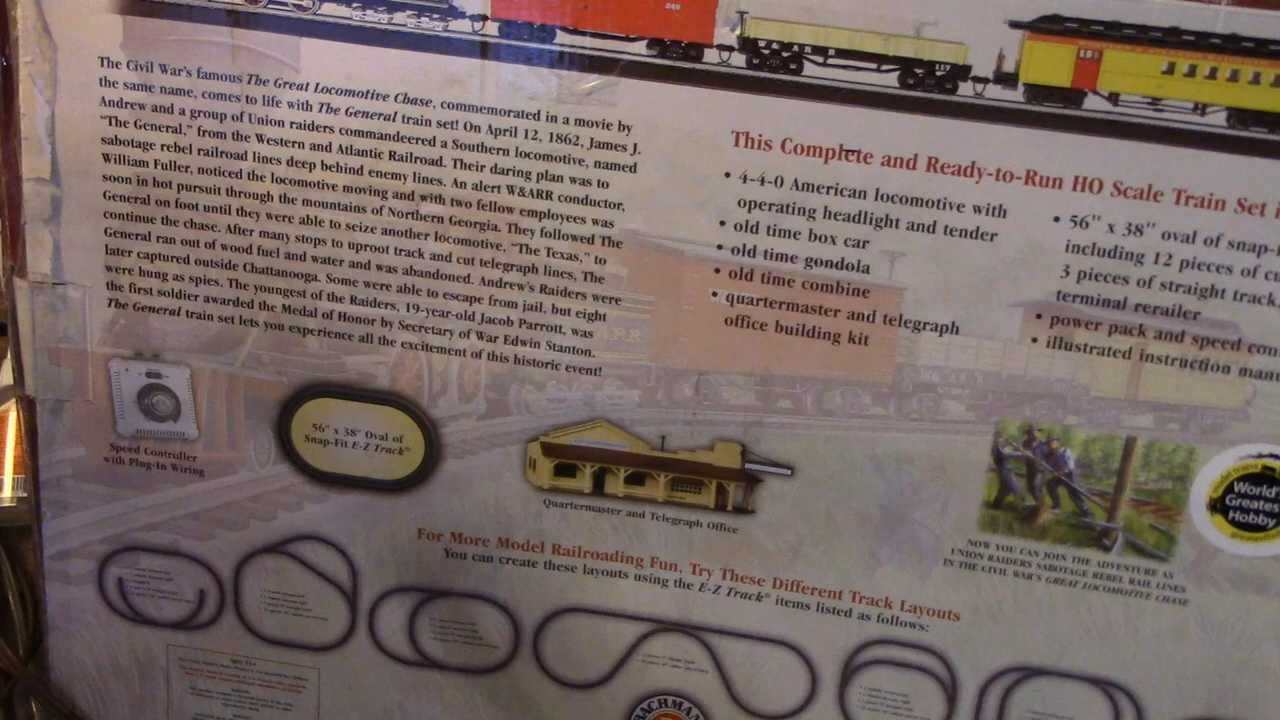 249
W & A R R
117
121
The Civil War's famous The Great Locomotive Chase, commemorated in a movie by
the same name, comes to life with The General train set! On April 12, 1862, James J.
Andrew and a group of Union raiders commandeered a Southern locomotive, named
"The General," from the Western and Atlantic Railroad. Their daring plan was to
sabotage rebel railroad lines deep behind enemy lines. An alert W&ARR conductor,
William Fuller, noticed the locomotive moving and with two fellow employees was
soon in hot pursuit through the mountains of Northern Georgia. They followed The
General on foot until they were able to seize another locomotive, "The Texas," to
continue the chase. After many stops to uproot track and cut telegraph lines, The
General ran out of wood fuel and water and was abandoned. Andrew's Raiders were
later captured outside Chattanooga. Some were able to escape from jail, but eight
were hung as spies. The youngest of the Raiders, 19-year-old Jacob Parrott, was
the first soldier awarded the Medal of Honor by Secretary of War Edwin Stanton.
The General train set lets you experience all the excitement of this historic event!
This Complete and Ready-to-Run HO Scale Train Set
• 4-4-0 American locomotive with
operating headlight and tender
• old time box car
• old time gondola
• old time combine
• quartermaster and telegraph
office building kit
• 56" x 38" oval of snap-
including 12 pieces of cu
3 pieces of straight track
terminal rerailer
• power pack and speed con
• illustrated instruction manu
Speed Controller
with Plug-In Wiring
56" x 38" Oval of
Snap-Fit E-Z Track®
Quartermaster and Telegraph Office
NOW YOU CAN JOIN THE ADVENTURE AS
UNION RAIDERS SABOTAGE REBEL RAIL LINES
IN THE CIVIL WAR'S GREAT LOCOMOTIVE CHASE
World
Greates
Hobby
For More Model Railroading Fun, Try These Different Track Layouts
You can create these layouts using the E-Z Track® items listed as follows:
BACHMAN